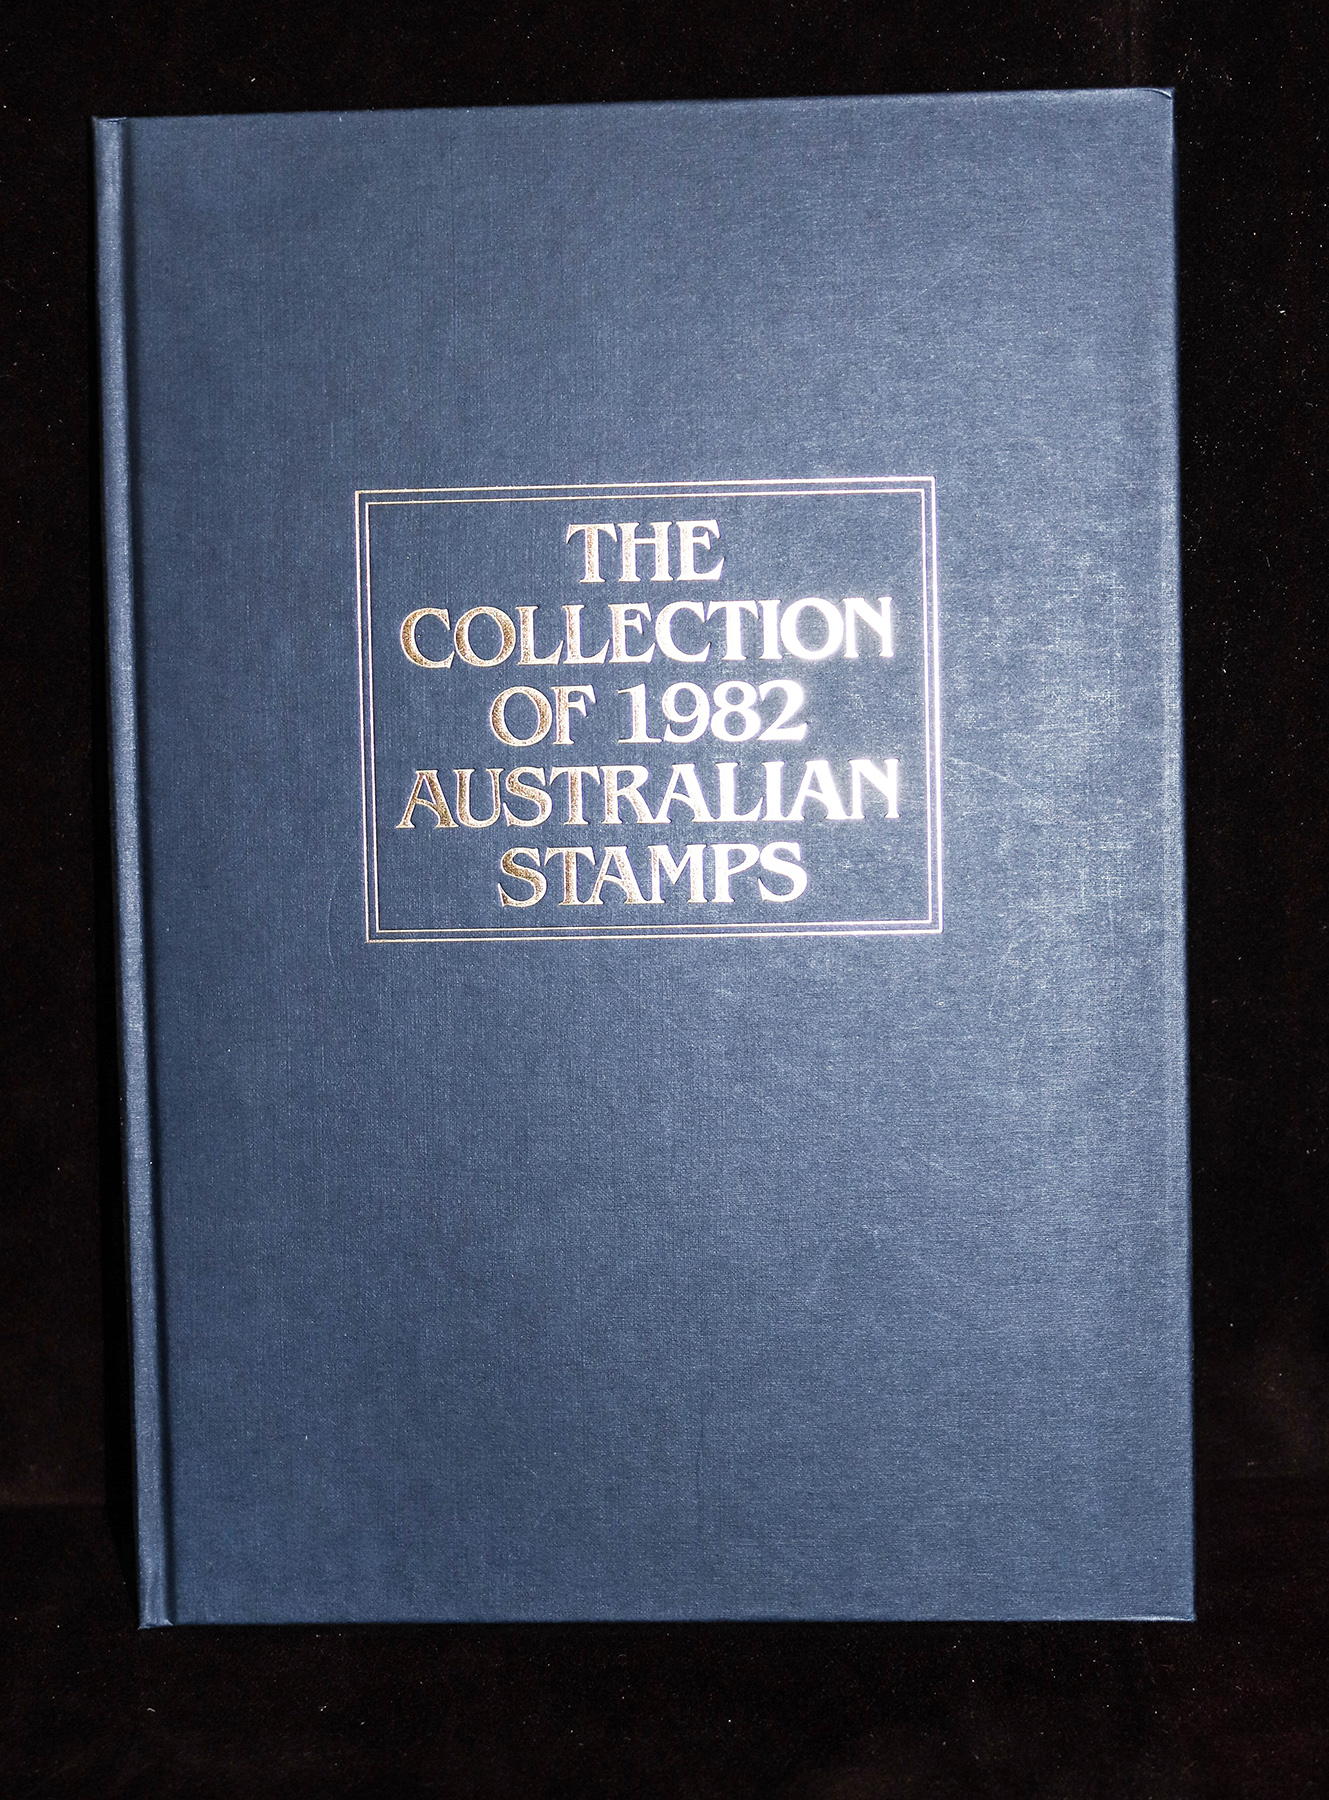 THE
COLLECTION
OF 1982
AUSTRALIAN
STAMPS